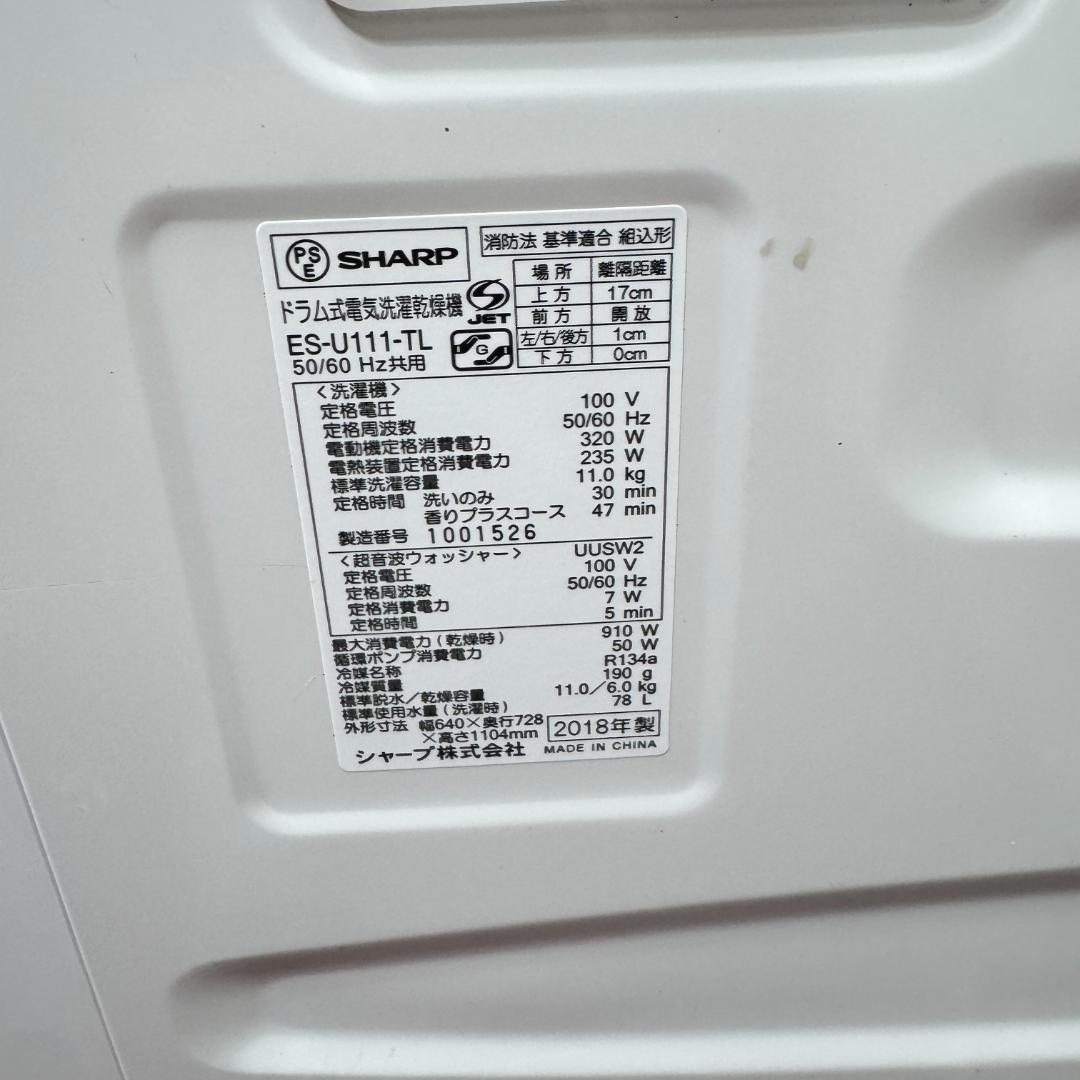 PSE SHARP
消防法 基準適合 組込形
場所 離隔距離
上方 17cm
前方 開放
左/右/後方 1cm
下方 0cm
ドラム式電気洗濯乾燥機
S JET
ES-U111-TL
50/60 Hz共用
G
<洗濯機>
定格電圧 100 V
定格周波数 50/60 Hz
電動機定格消費電力 320 W
電熱装置定格消費電力 235 W
標準洗濯容量 11.0 kg
定格時間 洗いのみ 30 min
香りプラスコース 47 min
製造番号 1001526
<超音波ウォッシャー> UUSW2
定格電圧 100 V
定格周波数 50/60 Hz
定格消費電力 7 W
定格時間 5 min
最大消費電力(乾燥時) 910 W
循環ポンプ消費電力 50 W
冷媒名称 R134a
冷媒質量 190 g
標準脱水/乾燥容量 11.0/6.0 kg
標準使用水量(洗濯時) 78 L
外形寸法 幅640×奥行728
×高さ1104mm
2018年製
シャープ株式会社 MADE IN CHINA